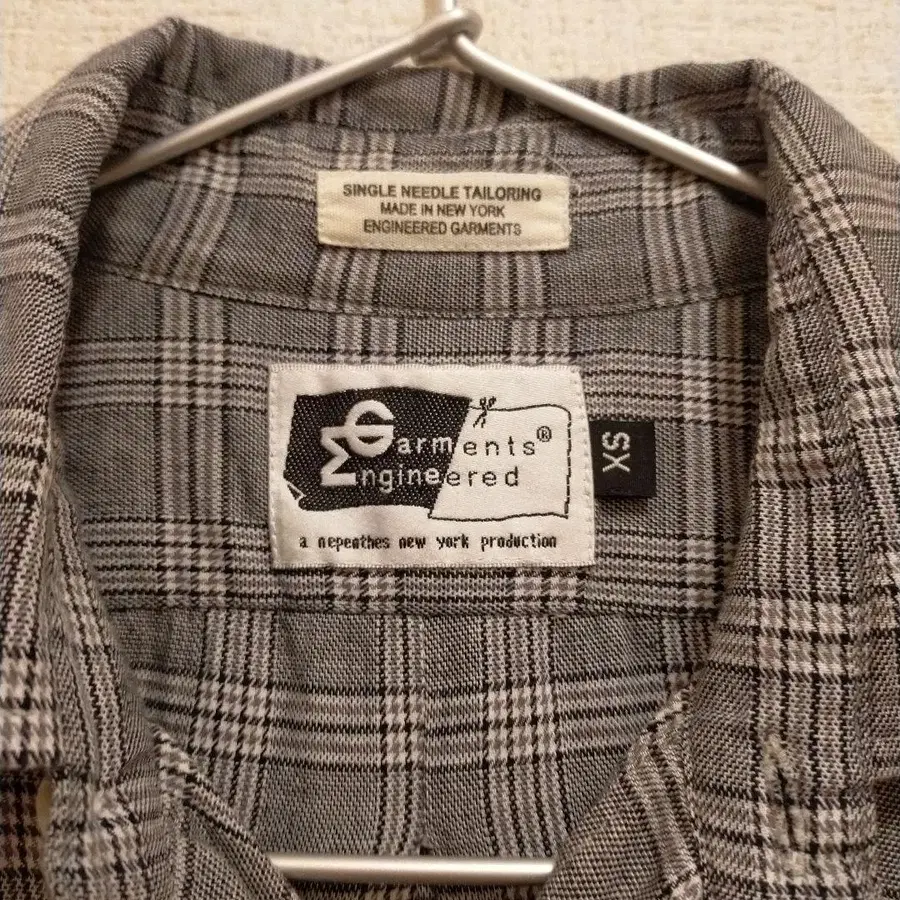 SINGLE NEEDLE TAILORING
MADE IN NEW YORK
ENGINEERED GARMENTS
Garments®
Engineered
a nepenthes new york production
XS